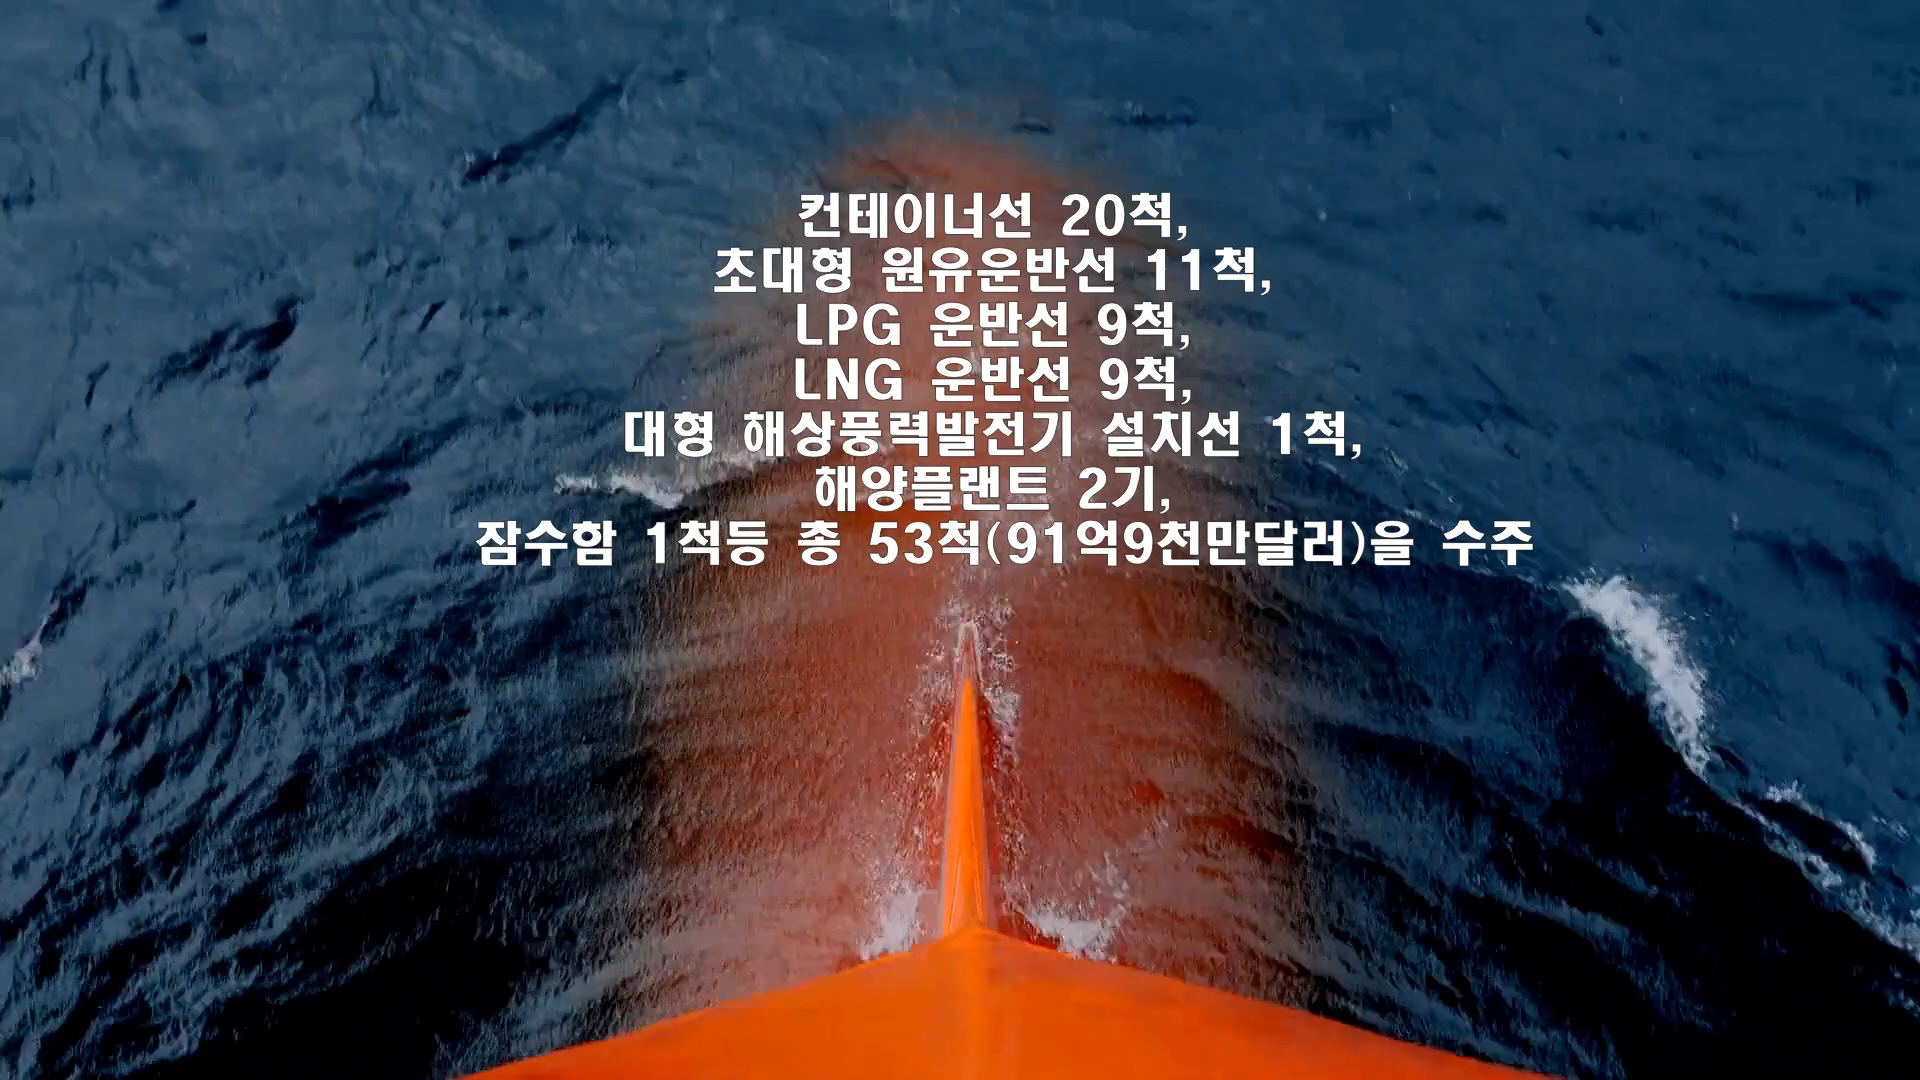 컨테이너선 20척,
초대형 원유운반선 11척,
LPG 운반선 9척,
LNG 운반선 9척,
대형 해상풍력발전기 설치선 1척,
해양플랜트 2기,
잠수함 1척등 총 53척(91억9천만달러)을 수주